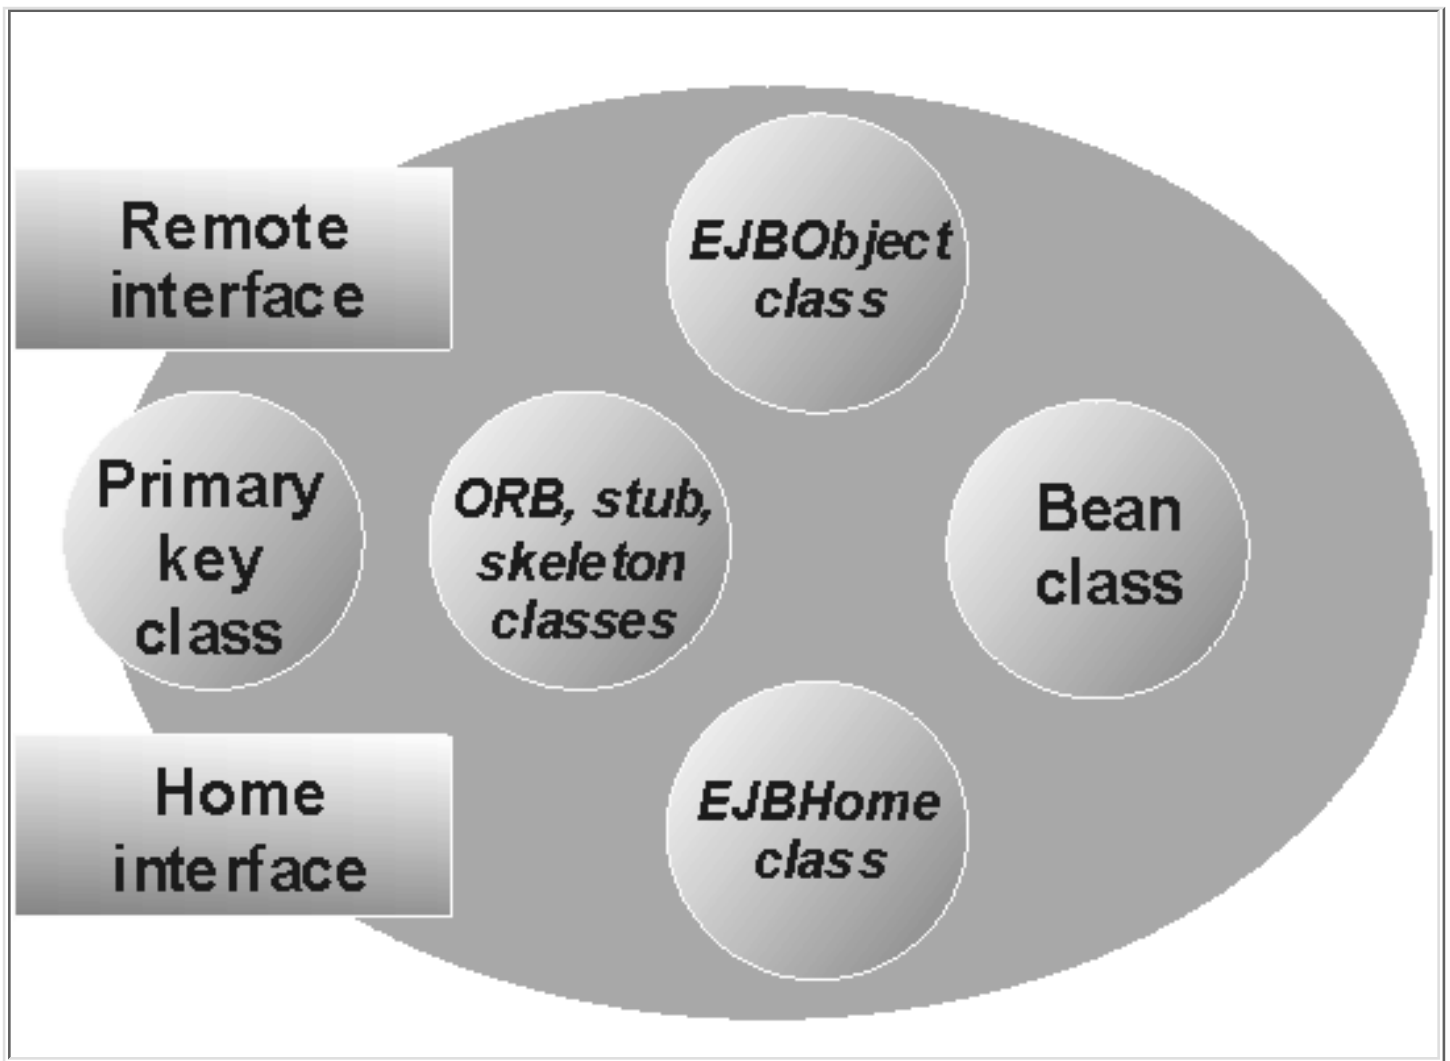 Remote
interface
EJBObject
class
Primary
key
class
ORB, stub,
skeleton
classes
Bean
class
Home
interface
EJBHome
class